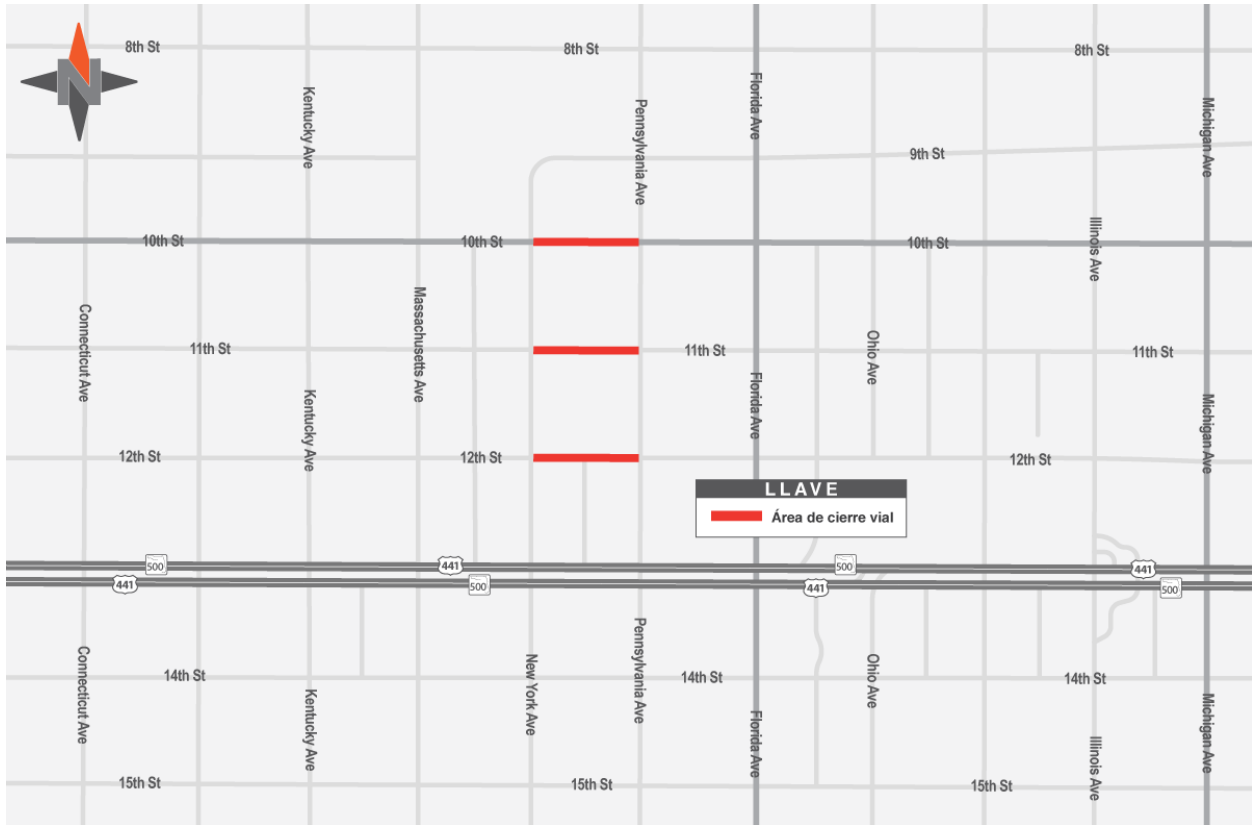 8th St
8th St
8th St
N
Kentucky Ave
Pennsylvania Ave
Florida Ave
Michigan Ave
9th St
10th St
10th St
10th St
Illinois Ave
Connecticut Ave
Massachusetts Ave
11th St
11th St
Ohio Ave
11th St
Kentucky Ave
Florida Ave
Michigan Ave
12th St
12th St
12th St
LLAVE
Área de cierre vial
500
441
500
441
441
500
441
500
Connecticut Ave
14th St
Kentucky Ave
New York Ave
Pennsylvania Ave
14th St
Florida Ave
Ohio Ave
14th St
Illinois Ave
Michigan Ave
15th St
15th St
15th St